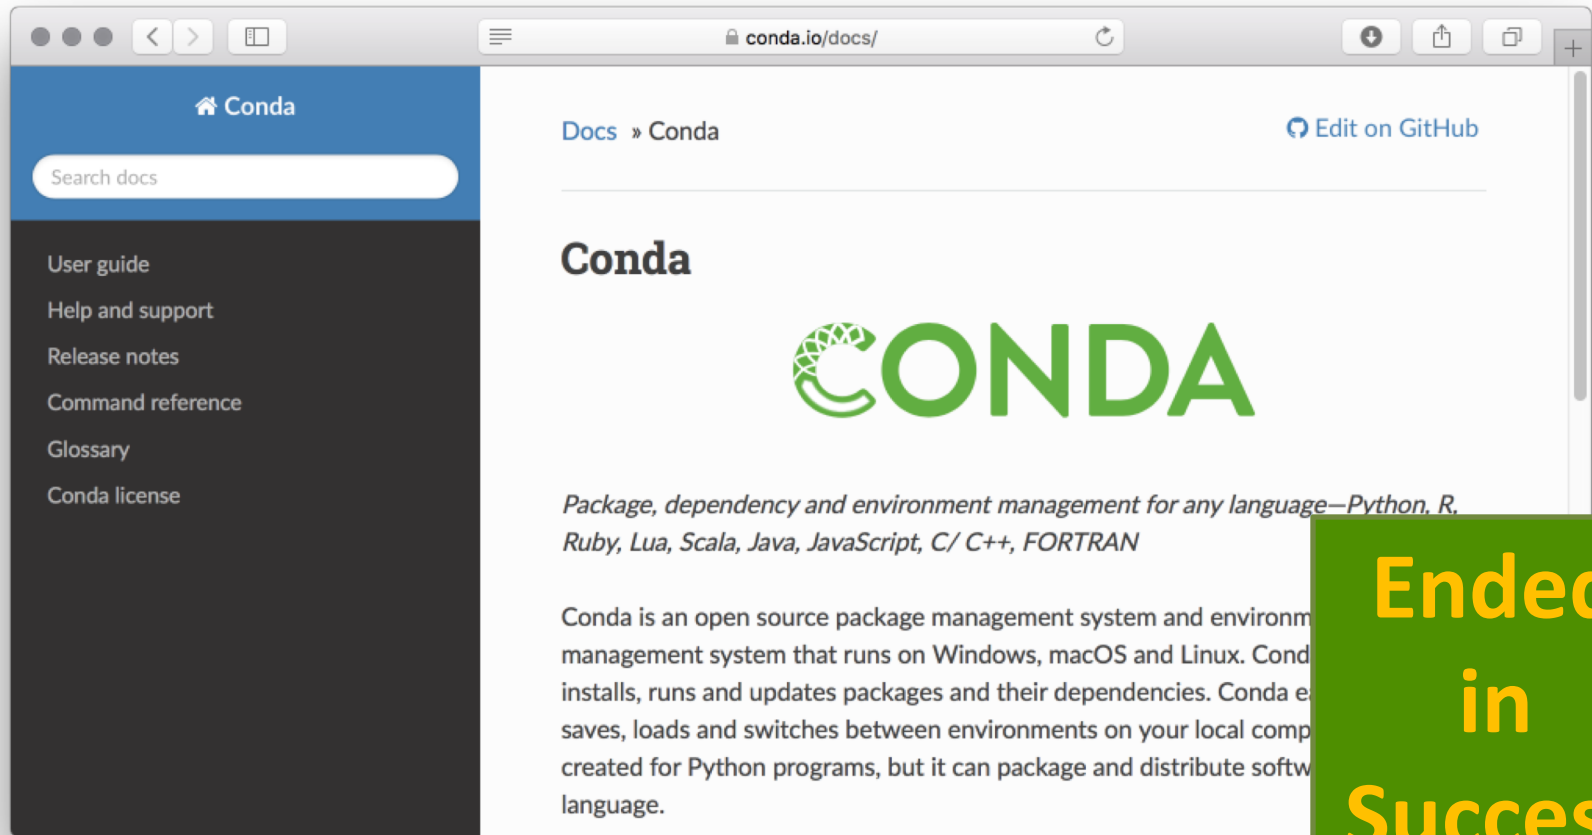 conda.io/docs/
Conda
Search docs
User guide
Help and support
Release notes
Command reference
Glossary
Conda license
Docs » Conda
Edit on GitHub
Conda
CONDA
Package, dependency and environment management for any language—Python, R,
Ruby, Lua, Scala, Java, JavaScript, C/ C++, FORTRAN
Conda is an open source package management system and environm
management system that runs on Windows, macOS and Linux. Cond
installs, runs and updates packages and their dependencies. Conda
saves, loads and switches between environments on your local comp
created for Python programs, but it can package and distribute softw
language.
Ended
in
Success